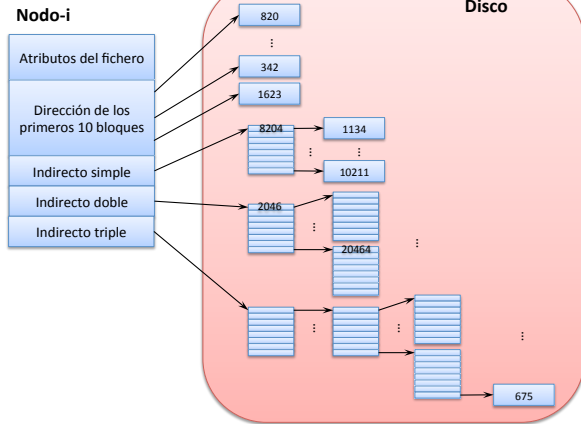 Nodo-i
Disco
Atributos del fichero
Dirección de los
primeros 10 bloques
Indirecto simple
Indirecto doble
Indirecto triple
820
...
342
1623
8204
1134
...
...
10211
2046
...
20464
...
...
...
...
...
675